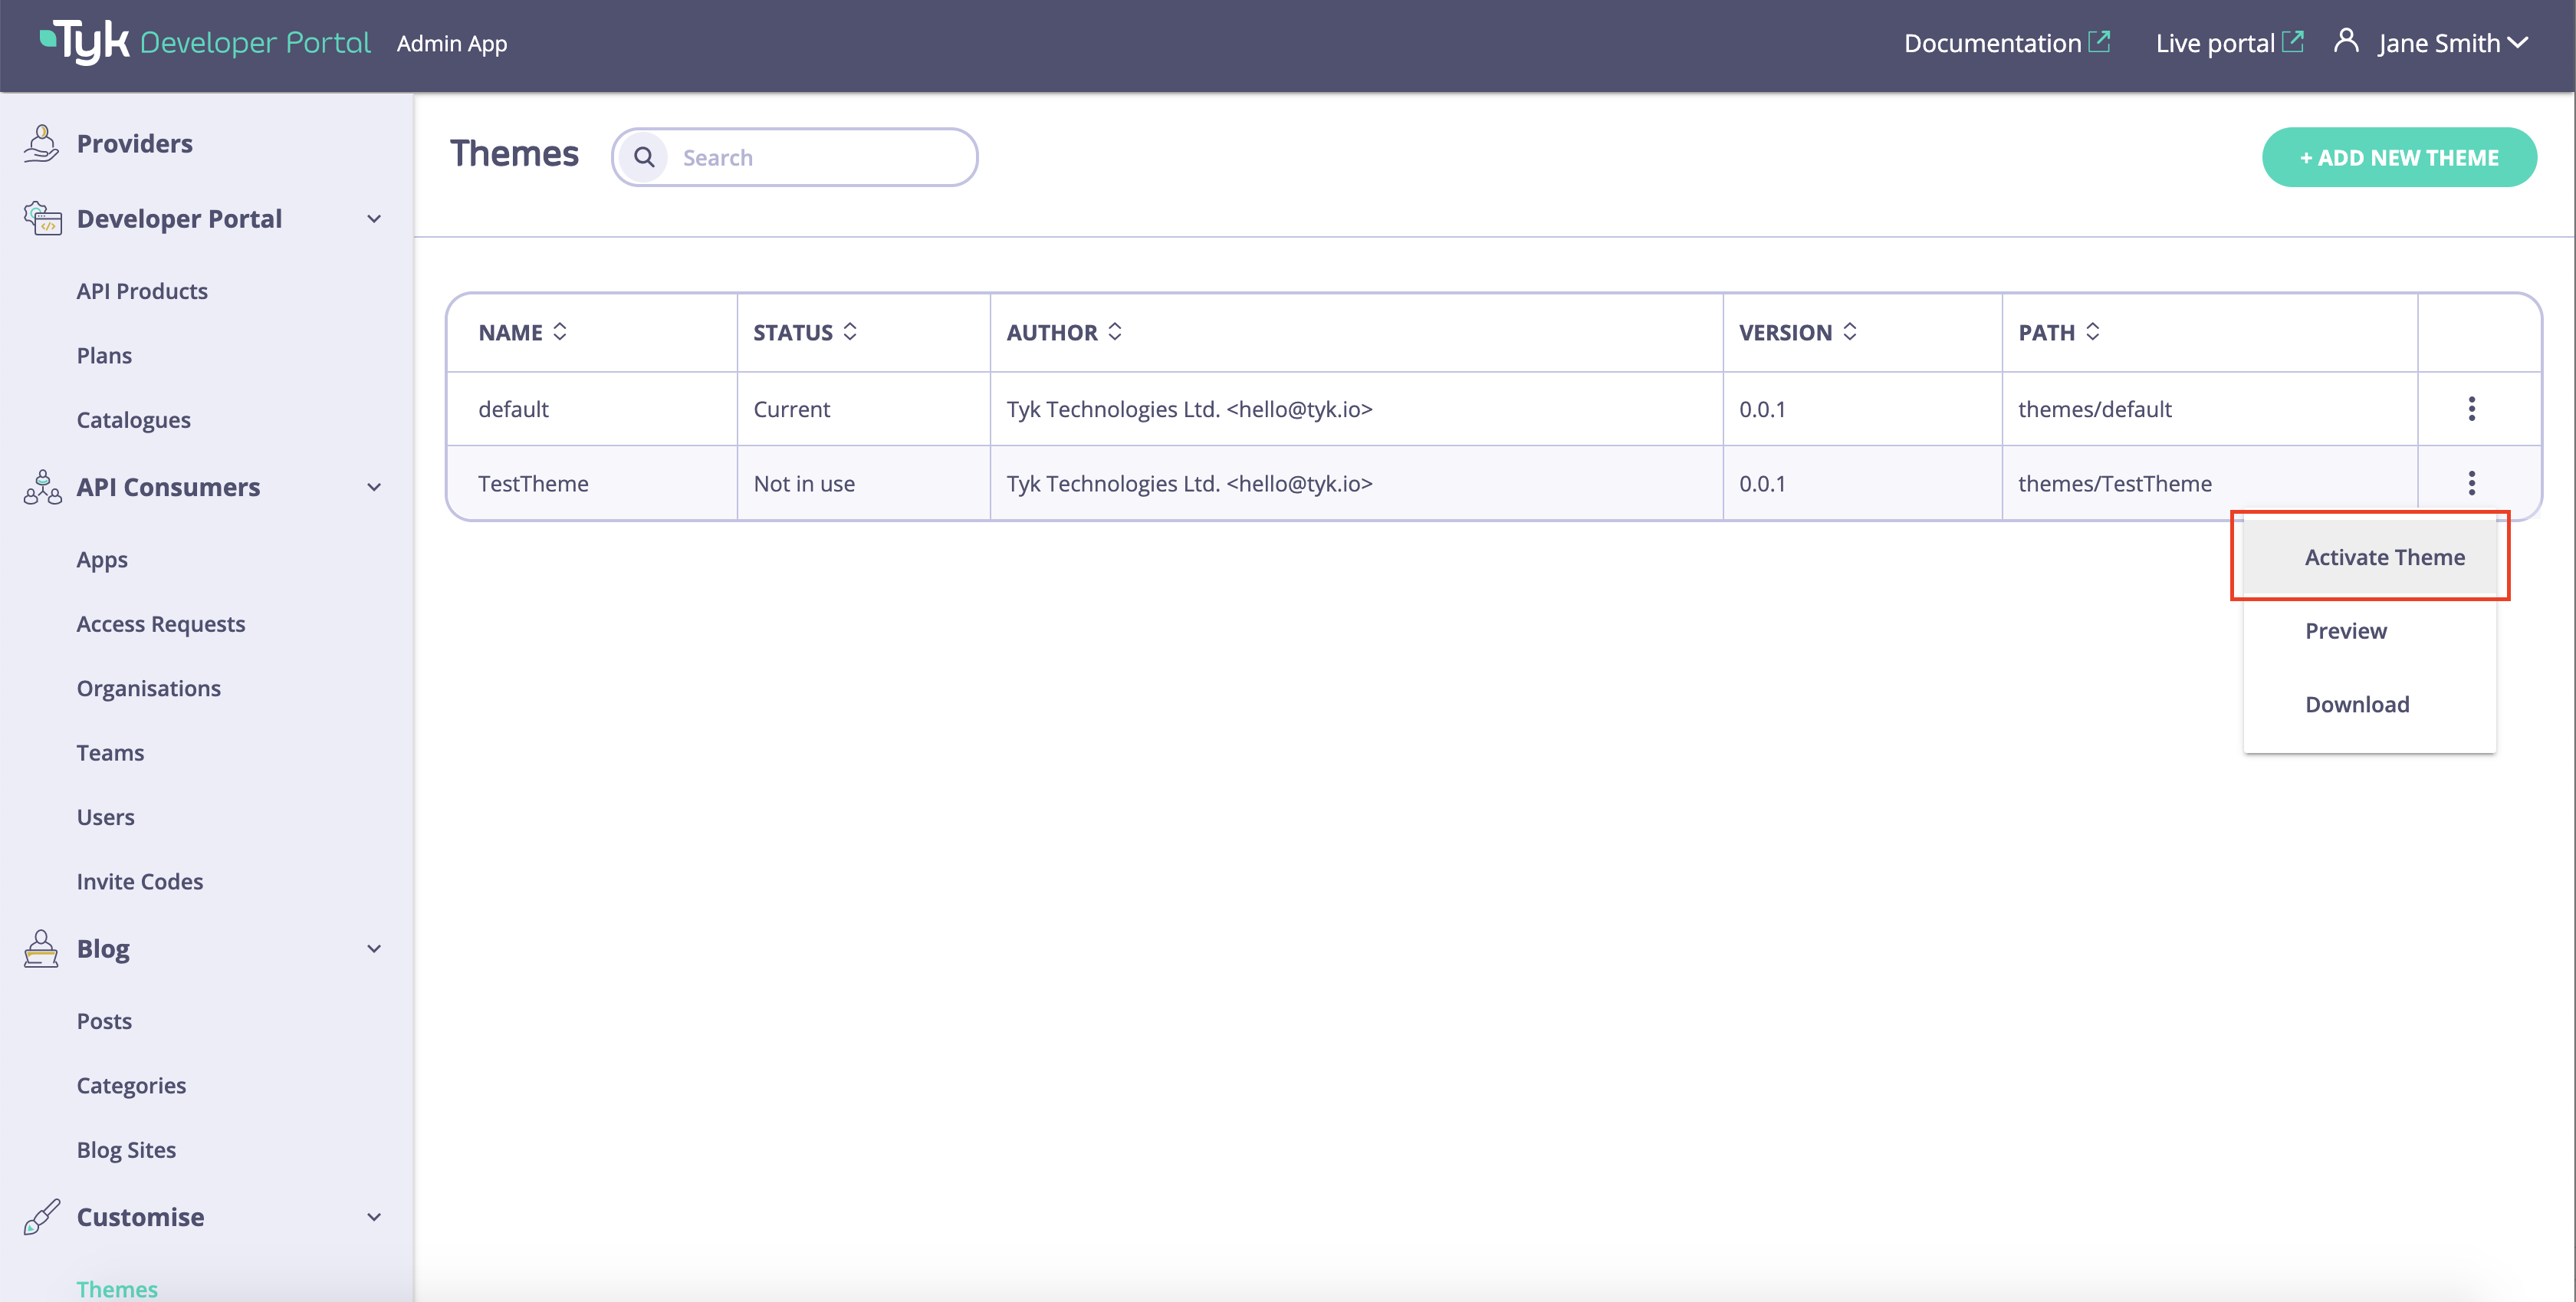 Tyk Developer Portal Admin App Documentation Live portal Jane Smith
Providers
Developer Portal
API Products
Plans
Catalogues
API Consumers
Apps
Access Requests
Organisations
Teams
Users
Invite Codes
Blog
Posts
Categories
Blog Sites
Customise
Themes
Themes Search + ADD NEW THEME
NAME STATUS AUTHOR VERSION PATH
default Current Tyk Technologies Ltd. <hello@tyk.io> 0.0.1 themes/default
TestTheme Not in use Tyk Technologies Ltd. <hello@tyk.io> 0.0.1 themes/TestTheme
Activate Theme
Preview
Download